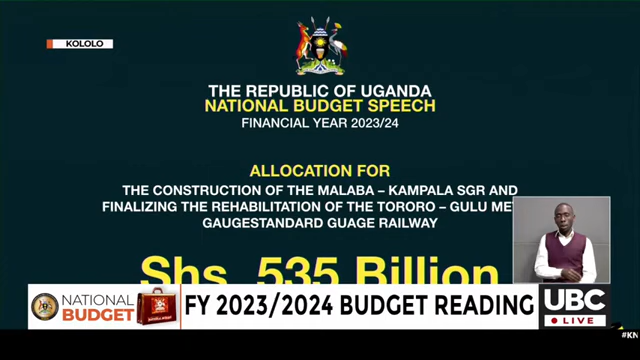 KOLOLO
THE REPUBLIC OF UGANDA
NATIONAL BUDGET SPEECH
FINANCIAL YEAR 2023/24
ALLOCATION FOR
THE CONSTRUCTION OF THE MALABA – KAMPALA SGR AND
FINALIZING THE REHABILITATION OF THE TORORO – GULU
GAUGESTANDARD GUAGE RAILWAY
Shs. 535 Billion
NATIONAL
BUDGET
FY 2023/2024 BUDGET READING
UBC
LIVE